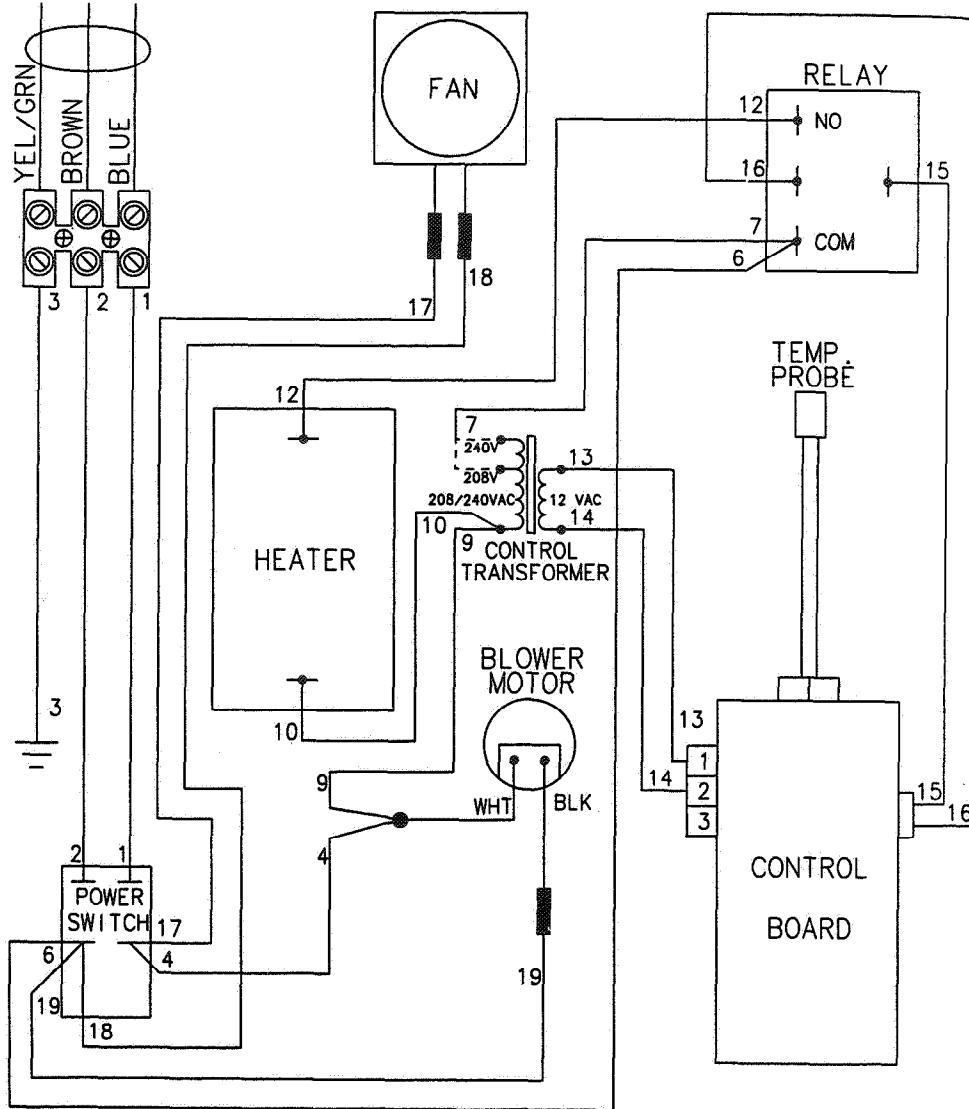 YEL/GRN
BROWN
BLUE
3
2
1
FAN
17
18
RELAY
12
NO
16
15
7
COM
6
TEMP.
PROBE
12
HEATER
10
7
240V
208V
208/240VAC
10
9
13
12 VAC
14
CONTROL
TRANSFORMER
BLOWER
MOTOR
WHT
BLK
9
4
19
3
2
1
POWER
SWITCH
17
6
4
19
18
13
14
1
2
3
15
16
CONTROL
BOARD